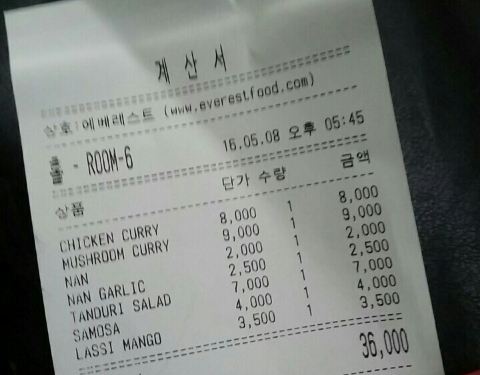 계 산 서
상호:에베레스트 (www.everestfood.com)
홀 - ROOM-6 16.05.08 오후 05:45
상품 단가 수량 금액
CHICKEN CURRY 8,000 1 8,000
MUSHROOM CURRY 9,000 1 9,000
NAN 2,000 1 2,000
NAN GARLIC 2,500 1 2,500
TANDURI SALAD 7,000 1 7,000
SAMOSA 4,000 1 4,000
LASSI MANGO 3,500 1 3,500
36,000